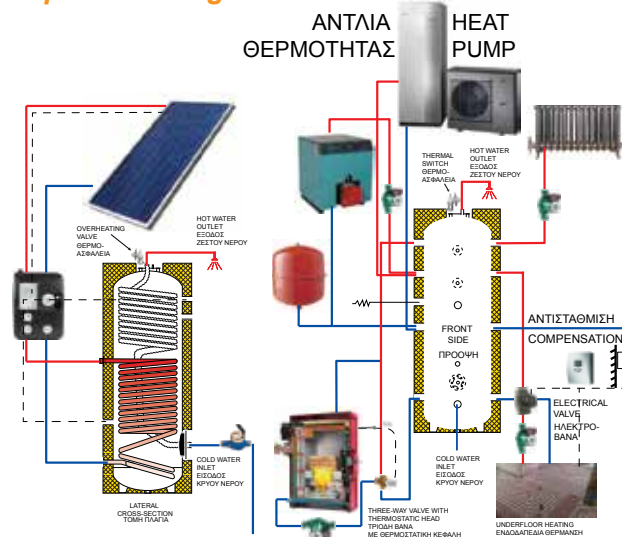 ΑΝΤΛΙΑ HEAT
ΘΕΡΜΟΤΗΤΑΣ PUMP
THERMAL
SWITCH
ΘΕΡΜΟ-
ΑΣΦΑΛΕΙΑ
HOT WATER
OUTLET
ΕΞΟΔΟΣ
ΖΕΣΤΟΥ ΝΕΡΟΥ
OVERHEATING
VALVE
ΘΕΡΜΟ-
ΑΣΦΑΛΕΙΑ
HOT WATER
OUTLET
ΕΞΟΔΟΣ
ΖΕΣΤΟΥ ΝΕΡΟΥ
FRONT
SIDE
ΠΡΟΟΨΗ
ΑΝΤΙΣΤΑΘΜΙΣΗ
COMPENSATION
ELECTRICAL
VALVE
ΗΛΕΚΤΡΟ-
ΒΑΝΑ
COLD WATER
INLET
ΕΙΣΟΔΟΣ
ΚΡΥΟΥ ΝΕΡΟΥ
COLD WATER
INLET
ΕΙΣΟΔΟΣ
ΚΡΥΟΥ ΝΕΡΟΥ
LATERAL
CROSS-SECTION
ΤΟΜΗ ΠΛΑΓΙΑ
THREE-WAY VALVE WITH
THERMOSTATIC HEAD
ΤΡΙΟΔΗ ΒΑΝΑ
ΜΕ ΘΕΡΜΟΣΤΑΤΙΚΗ ΚΕΦΑΛΗ
UNDERFLOOR HEATING
ΕΝΔΟΔΑΠΕΔΙΑ ΘΕΡΜΑΝΣΗ